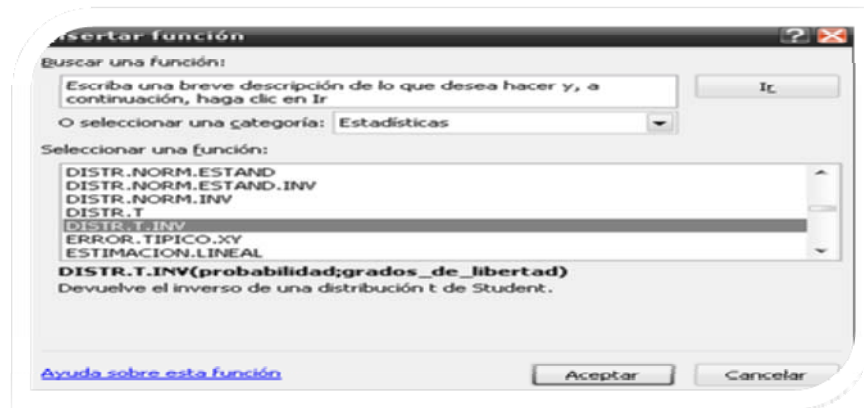 Insertar función
Buscar una función:
Escriba una breve descripción de lo que desea hacer y, a
continuación, haga clic en Ir
Ir
O seleccionar una categoría: Estadísticas
Seleccionar una función:
DISTR.NORM.ESTAND
DISTR.NORM.ESTAND.INV
DISTR.NORM.INV
DISTR.T
DISTR.T.INV
ERROR.TIPICO.XY
ESTIMACION.LINEAL
DISTR.T.INV(probabilidad;grados_de_libertad)
Devuelve el inverso de una distribución t de Student.
Ayuda sobre esta función
Aceptar
Cancelar